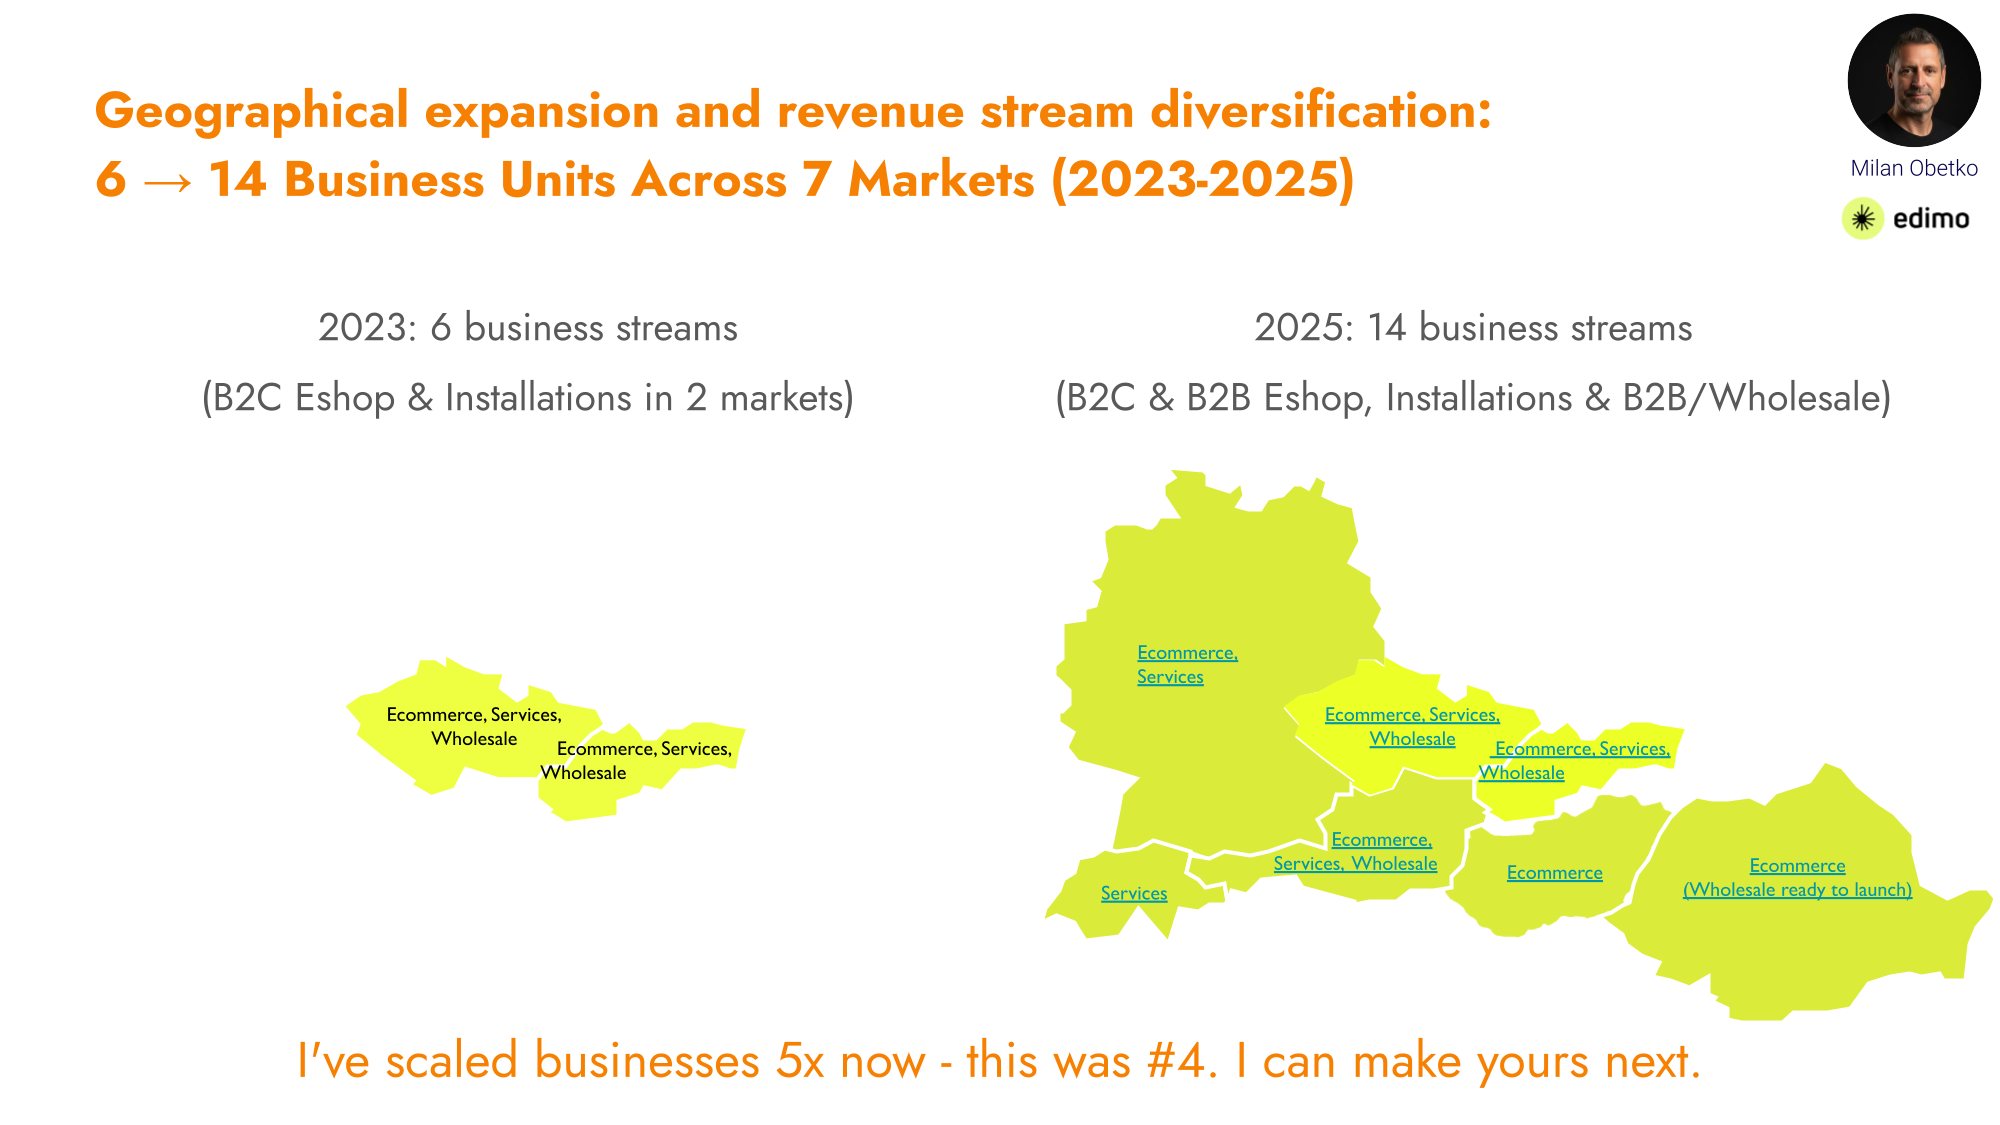 Geographical expansion and revenue stream diversification:
6 → 14 Business Units Across 7 Markets (2023-2025)
Milan Obetko
edimo
2023: 6 business streams
(B2C Eshop & Installations in 2 markets)
2025: 14 business streams
(B2C & B2B Eshop, Installations & B2B/Wholesale)
Ecommerce, Services,
Wholesale
Ecommerce, Services,
Wholesale
Ecommerce,
Services
Ecommerce, Services,
Wholesale
Ecommerce, Services,
Wholesale
Ecommerce,
Services, Wholesale
Services
Ecommerce
Ecommerce
(Wholesale ready to launch)
I've scaled businesses 5x now - this was #4. I can make yours next.